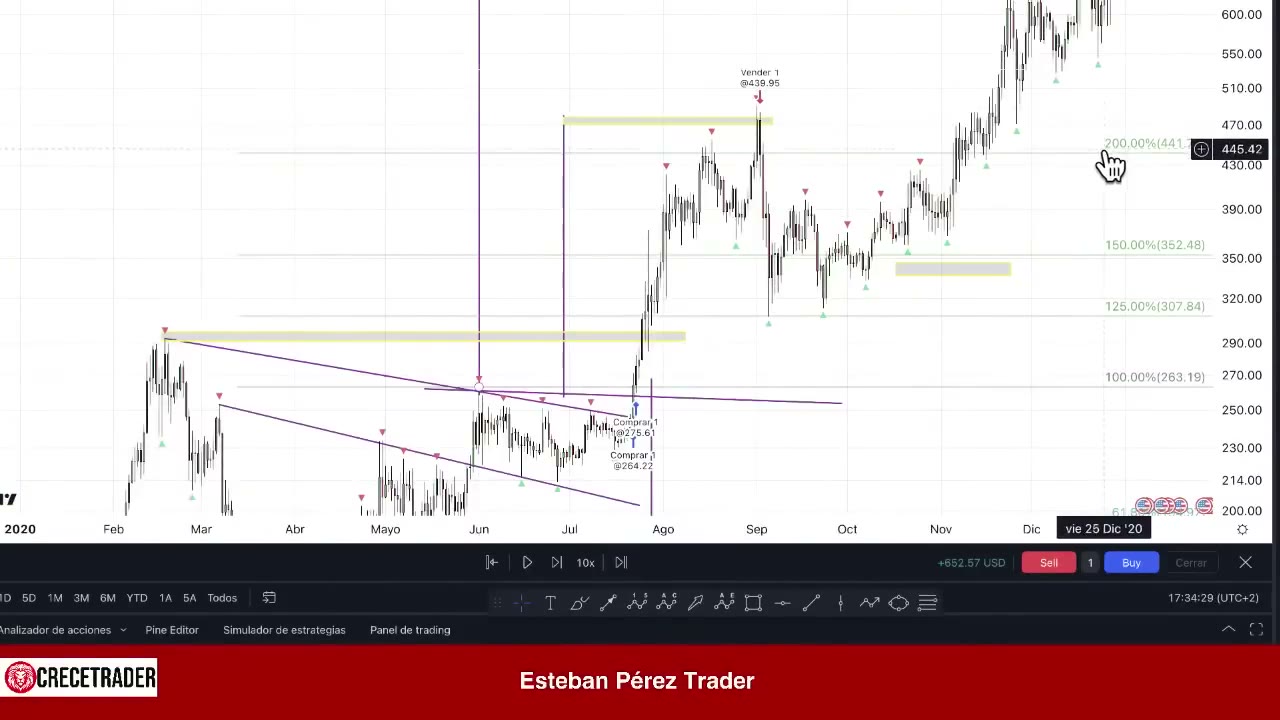 600.00
550.00
510.00
470.00
430.00
390.00
350.00
320.00
290.00
270.00
250.00
230.00
214.00
200.00
445.42
Vender 1
@439.95
200.00%(441.7
150.00%(352.48)
125.00%(307.84)
100.00%(263.19)
Comprar 1
@275.61
Comprar 1
@264.22
2020 Feb Mar Abr Mayo Jun Jul Ago Sep Oct Nov Dic vie 25 Dic '20
10x +652.57 USD Sell 1 Buy Cerrar
1D 5D 1M 3M 6M YTD 1A 5A Todos 17:34:29 (UTC+2)
Analizador de acciones Pine Editor Simulador de estrategias Panel de trading
CRECETRADER
Esteban Pérez Trader